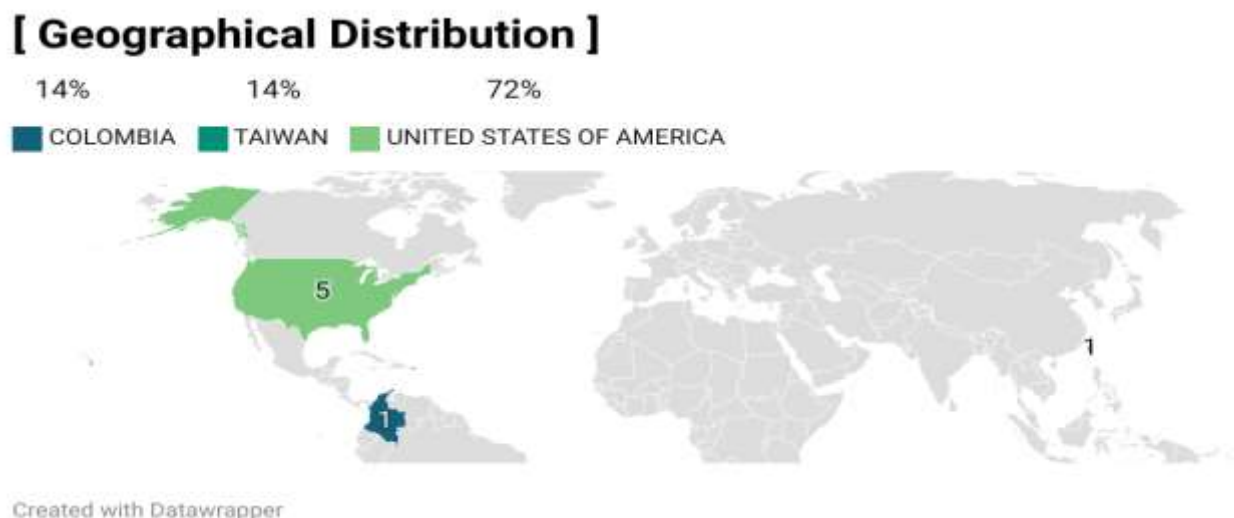 [ Geographical Distribution ]
14% 14% 72%
COLOMBIA TAIWAN UNITED STATES OF AMERICA
5
1
1
Created with Datawrapper